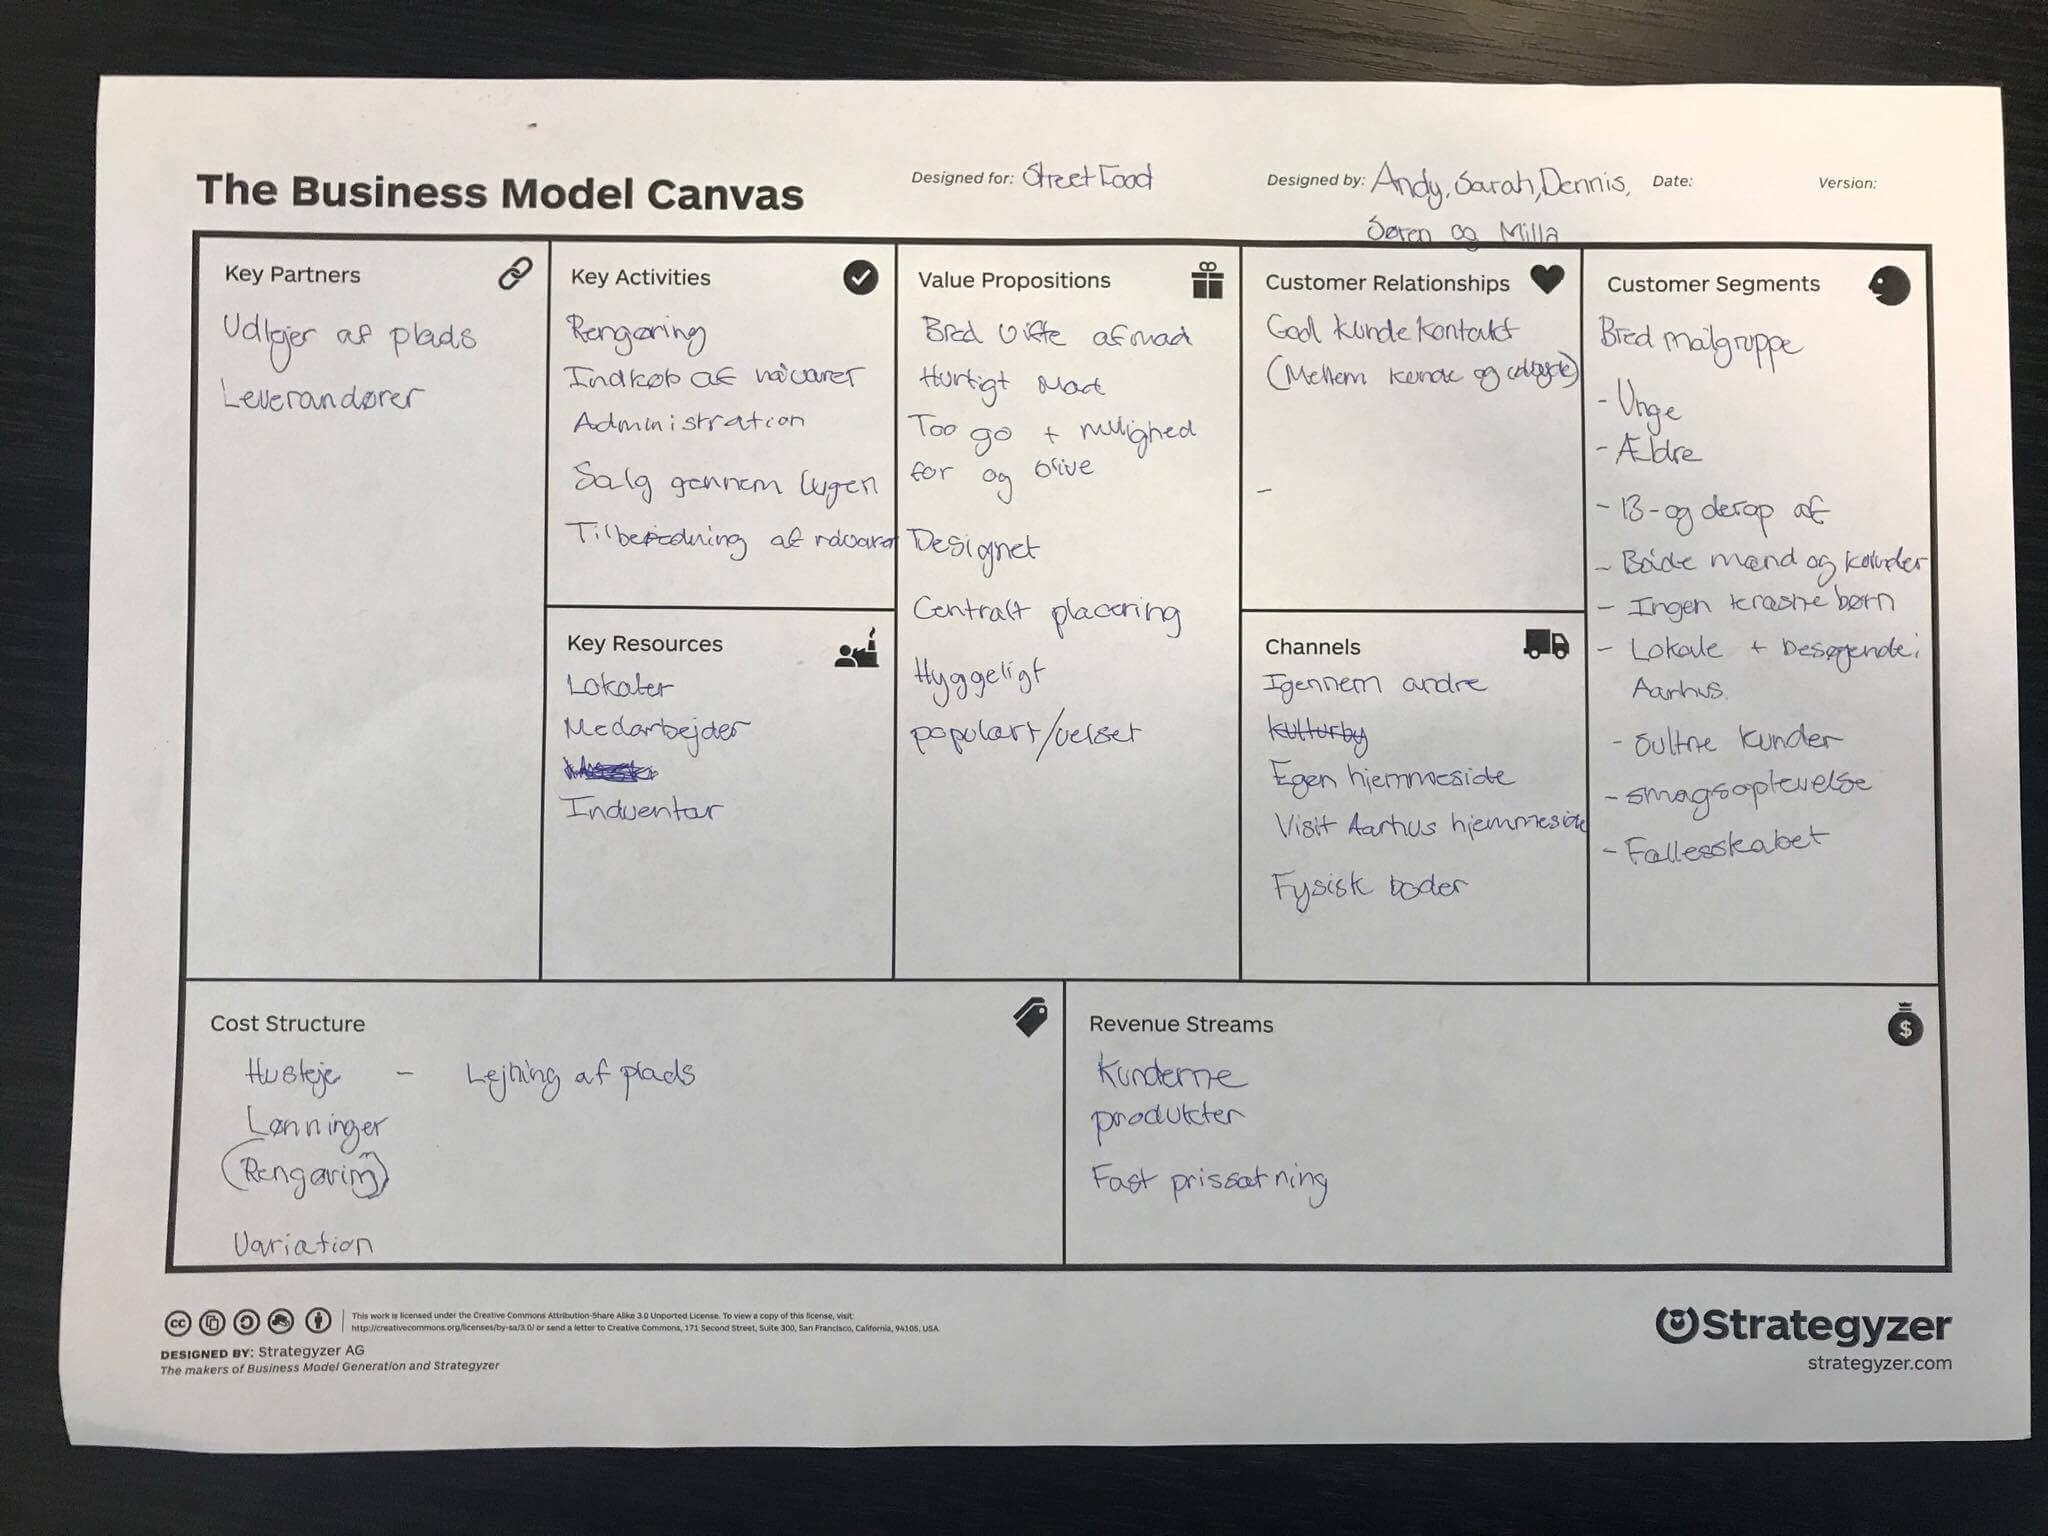 The Business Model Canvas
Designed for: Street Food
Designed by: Andy, Sarah, Dennis,
Søren og Milla
Date:
Version:
Key Partners
Udlejer af plads
Leverandører
Key Activities
Rengøring
Indkøb af råvarer
Administration
Salg gennem lugen
Tilberedning af råvarer
Key Resources
Lokaler
Medarbejder
Indventar
Value Propositions
Bred vifte af mad
Hurtigt mad
Too go + mulighed
for og blive
Designet
Centralt placering
Hyggeligt
populært/velset
Customer Relationships
God kunde kontakt
(Mellem kunde og udbyder)
-
Channels
Igennem andre
kulturby
Egen hjemmeside
Visit Aarhus hjemmeside
Fysisk boder
Customer Segments
Bred målgruppe
- Unge
- Ældre
- 13- og derop af
- Både mænd og kvinder
- Ingen kræsne børn
- Lokale + Besøgende i
Aarhus.
- Sultne kunder
- smagsoplevelse
- Fællesskabet
Cost Structure
Husleje - Lejning af plads
Lønninger
(Rengøring)
Variation
Revenue Streams
Kunderne
produkter
Fast prissætning
This work is licensed under the Creative Commons Attribution-Share Alike 3.0 Unported License. To view a copy of this license, visit:
http://creativecommons.org/licenses/by-sa/3.0/ or send a letter to Creative Commons, 171 Second Street, Suite 300, San Francisco, California, 94105, USA.
DESIGNED BY: Strategyzer AG
The makers of Business Model Generation and Strategyzer
Strategyzer
strategyzer.com